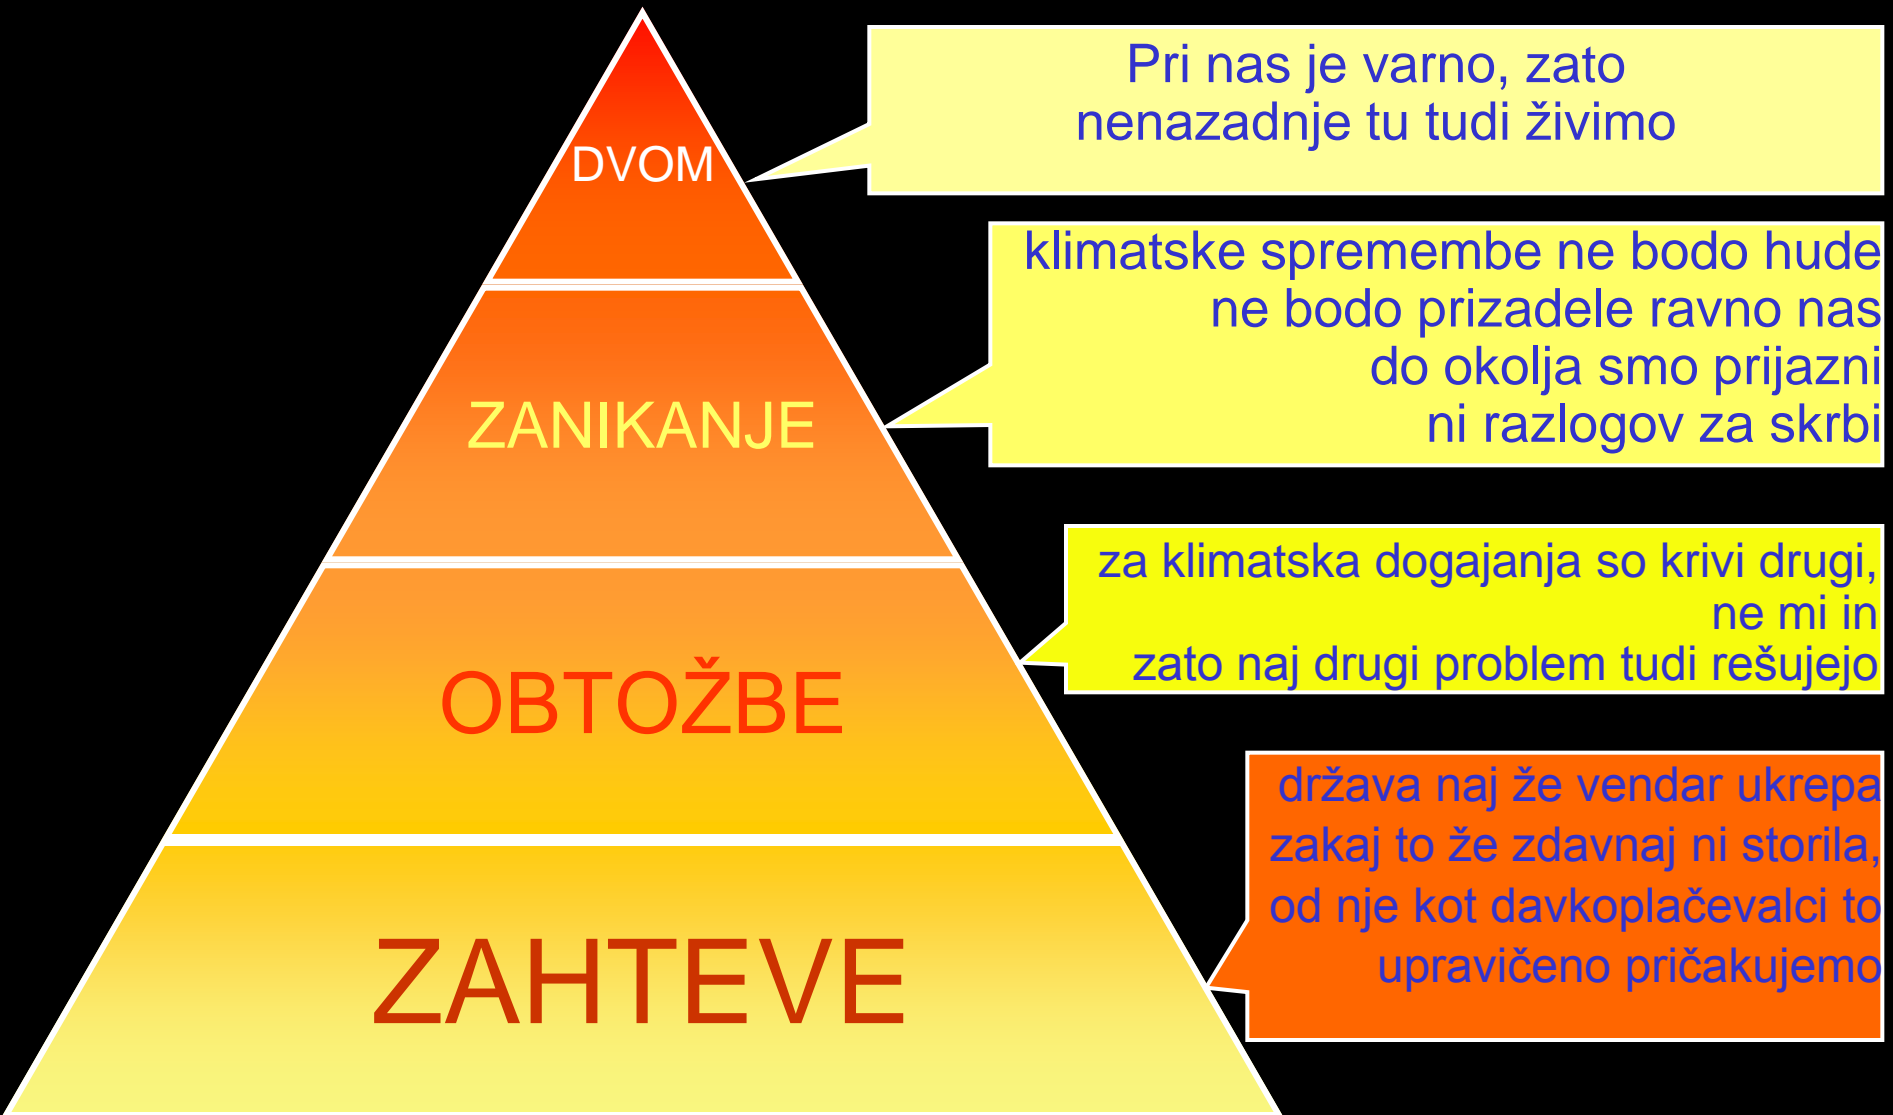 DVOM
Pri nas je varno, zato
nenazadnje tu tudi živimo
ZANIKANJE
klimatske spremembe ne bodo hude
ne bodo prizadele ravno nas
do okolja smo prijazni
ni razlogov za skrbi
OBTOŽBE
za klimatska dogajanja so krivi drugi,
ne mi in
zato naj drugi problem tudi rešujejo
ZAHTEVE
država naj že vendar ukrepa
zakaj to že zdavnaj ni storila,
od nje kot davkoplačevalci to
upravičeno pričakujemo